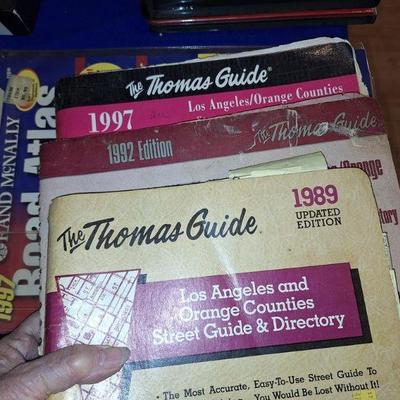 The Thomas Guide®
Los Angeles/Orange Counties
1997
1992 Edition
The Thomas Guide
/Orange
RAND McNALLY
Road Atlas
1997
The Thomas Guide®
1989
UPDATED
EDITION
Los Angeles and
Orange Counties
Street Guide & Directory
• The Most Accurate, Easy-To-Use Street Guide To
You Would Be Lost Without It!